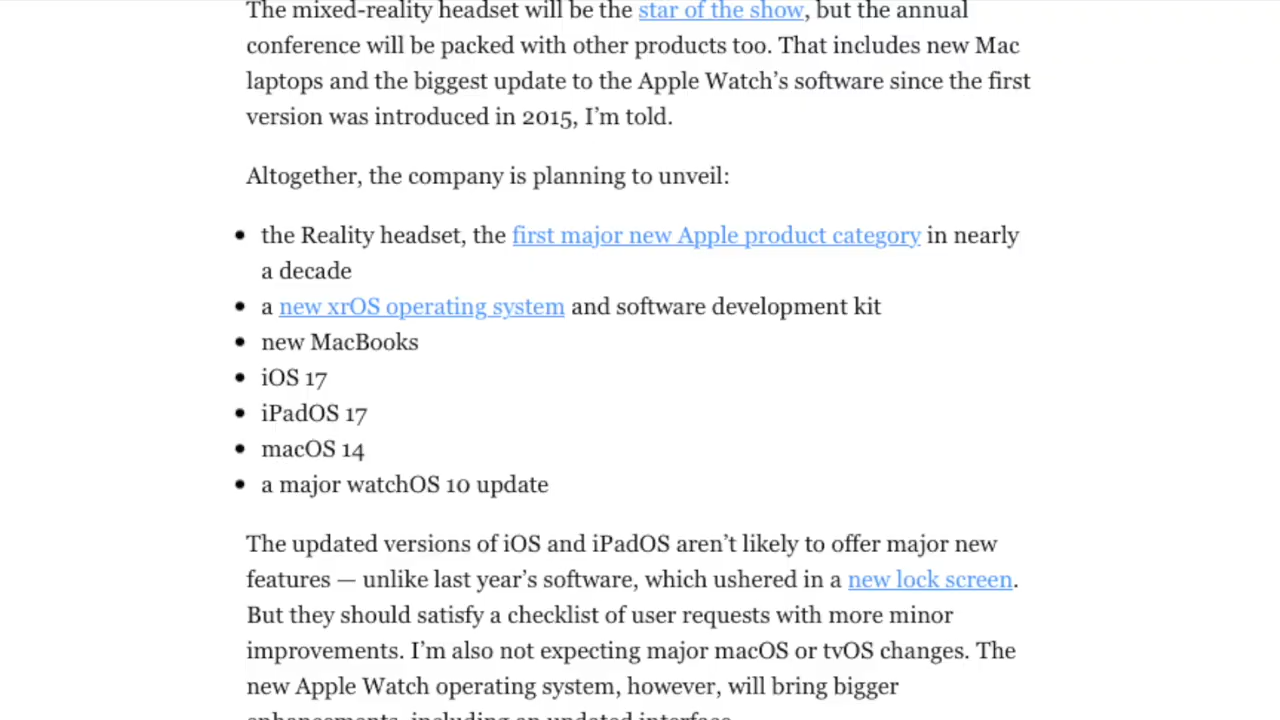 The mixed-reality headset will be the star of the show, but the annual
conference will be packed with other products too. That includes new Mac
laptops and the biggest update to the Apple Watch’s software since the first
version was introduced in 2015, I’m told.
Altogether, the company is planning to unveil:
• the Reality headset, the first major new Apple product category in nearly
a decade
• a new xrOS operating system and software development kit
• new MacBooks
• iOS 17
• iPadOS 17
• macOS 14
• a major watchOS 10 update
The updated versions of iOS and iPadOS aren’t likely to offer major new
features — unlike last year’s software, which ushered in a new lock screen.
But they should satisfy a checklist of user requests with more minor
improvements. I’m also not expecting major macOS or tvOS changes. The
new Apple Watch operating system, however, will bring bigger
enhancements, including an updated interface.